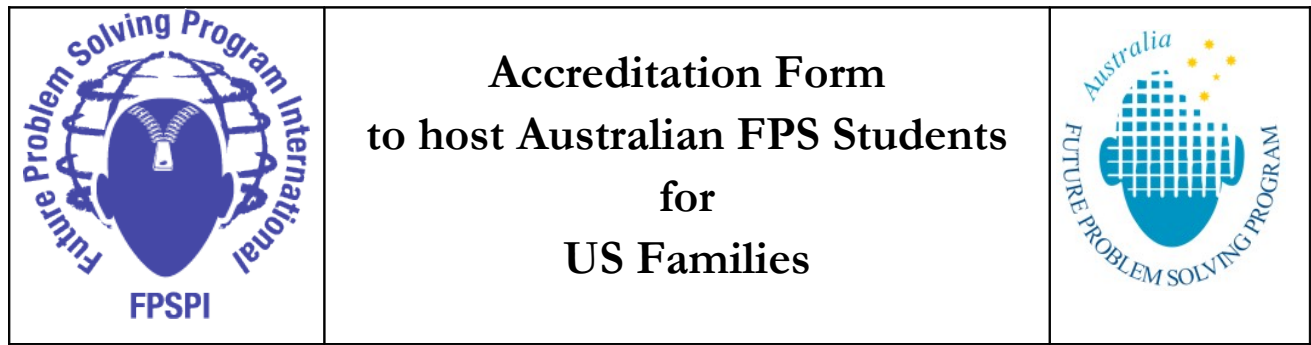 Future Problem Solving Program International
FPSPI
Accreditation Form
to host Australian FPS Students
for
US Families
Australia
FUTURE PROBLEM SOLVING PROGRAM